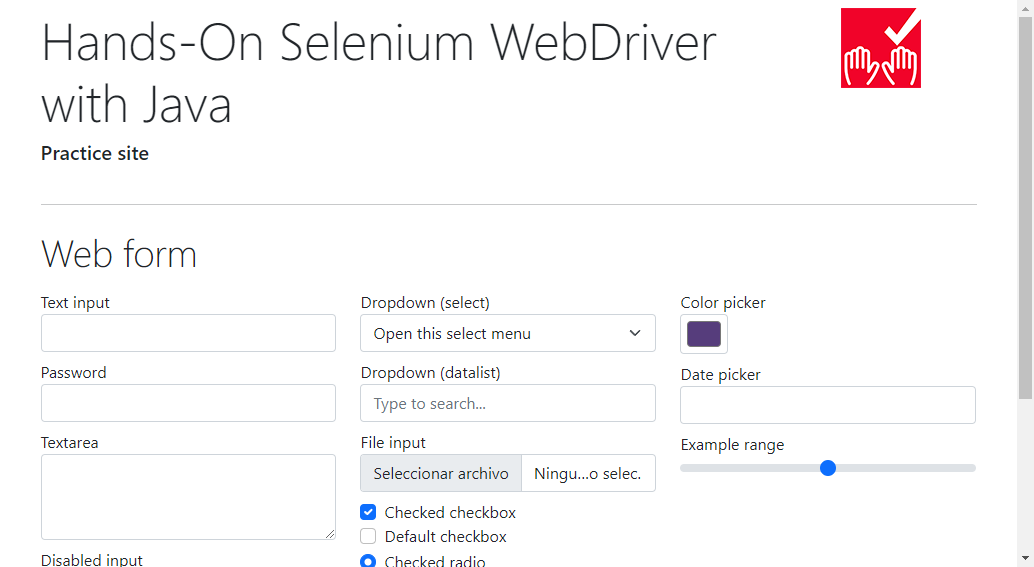 Hands-On Selenium WebDriver
with Java
Practice site
Web form
Text input
Password
Textarea
Disabled input
Dropdown (select)
Open this select menu
Dropdown (datalist)
Type to search...
File input
Seleccionar archivo Ningu...o selec.
Checked checkbox
Default checkbox
Checked radio
Color picker
Date picker
Example range